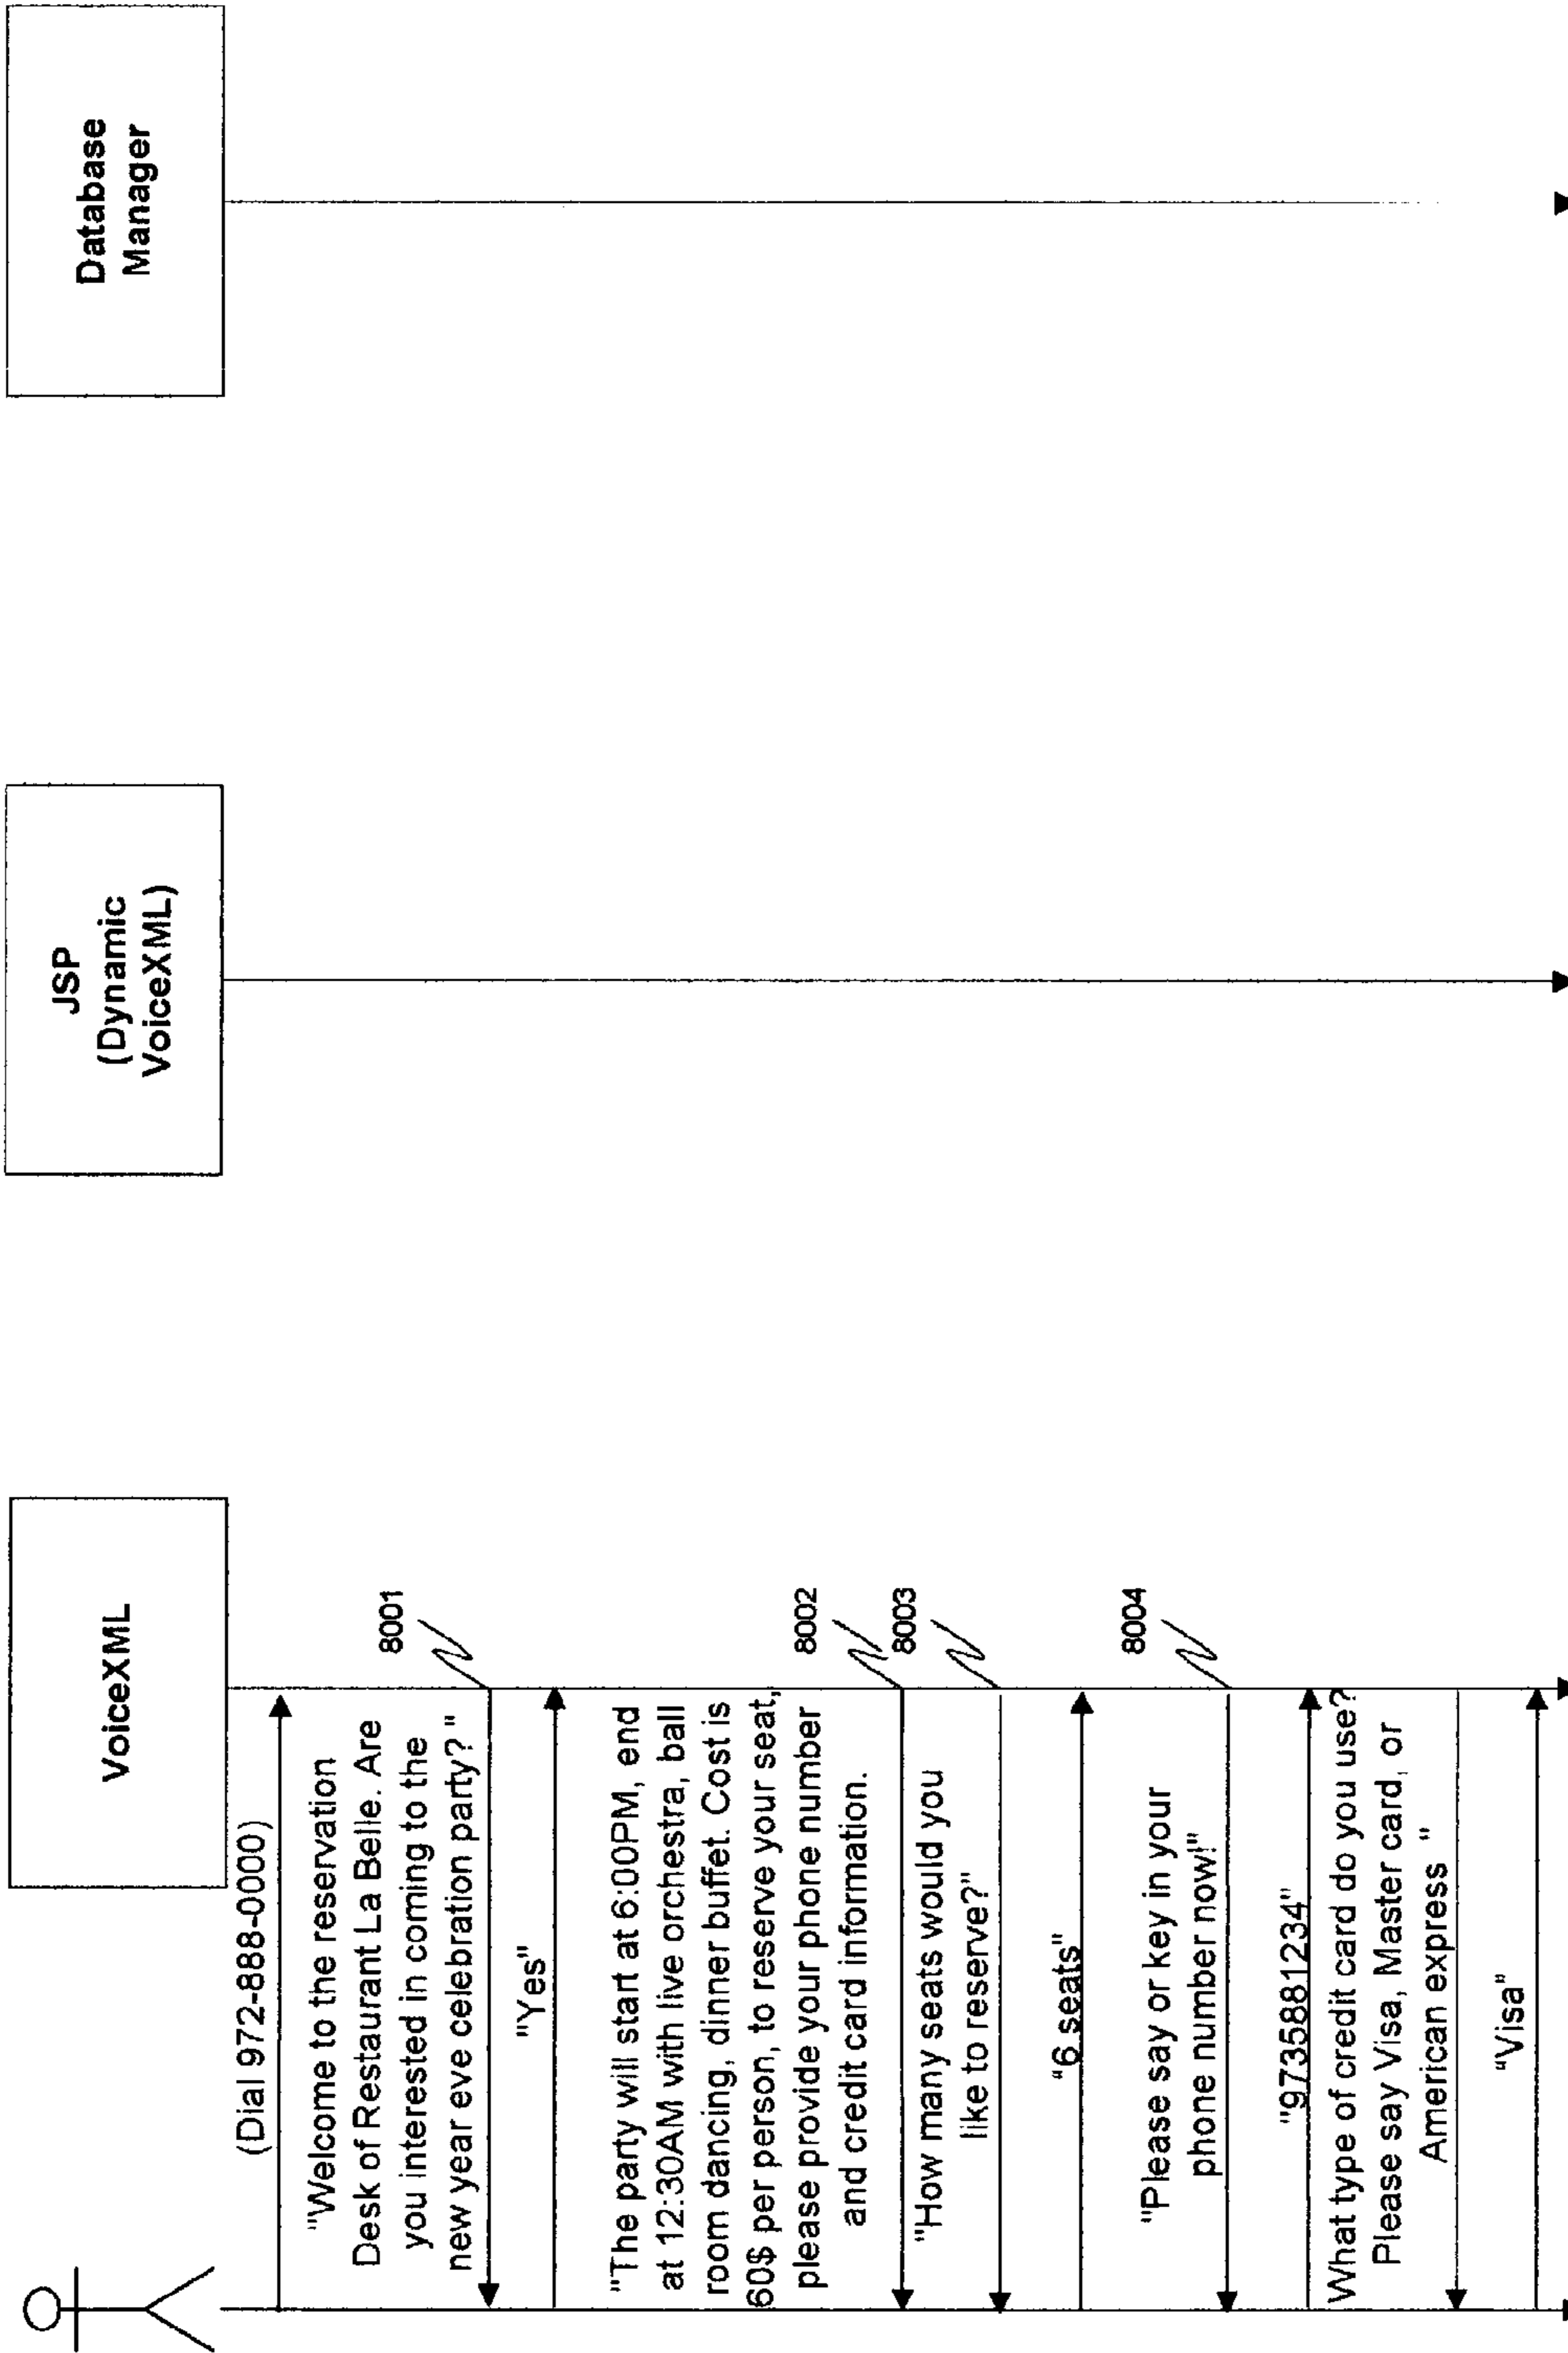 VoiceXML
JSP
(Dynamic
VoiceXML)
Database
Manager
(Dial 972-888-0000)
"Welcome to the reservation
Desk of Restaurant La Belle. Are
you interested in coming to the
new year eve celebration party? "
8001
"Yes"
"The party will start at 6:00PM, end
at 12:30AM with live orchestra, ball
room dancing, dinner buffet. Cost is
60$ per person, to reserve your seat,
please provide your phone number
and credit card information.
8002
"How many seats would you
like to reserve?"
8003
"6 seats"
"Please say or key in your
phone number now!"
8004
"9735881234"
What type of credit card do you use?
Please say Visa, Master card, or
American express "
"Visa"